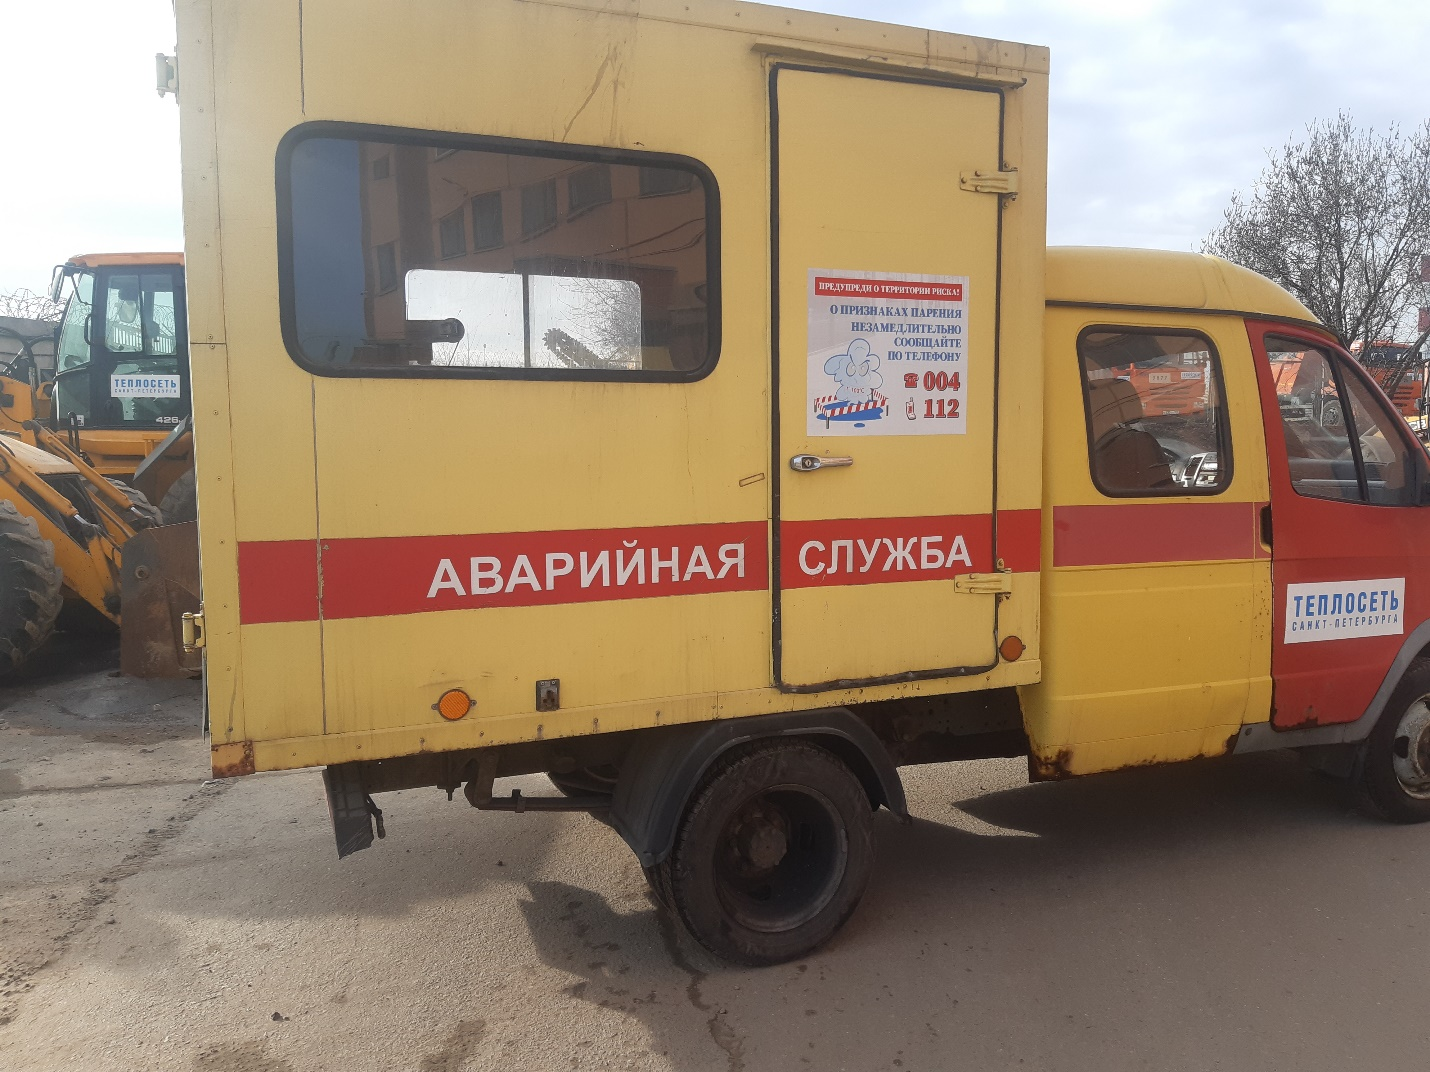 ПРЕДУПРЕДИ О ТЕРРИТОРИИ РИСКА!
О ПРИЗНАКАХ ПАРЕНИЯ
НЕЗАМЕДЛИТЕЛЬНО
СООБЩАЙТЕ
ПО ТЕЛЕФОНУ
004
112
АВАРИЙНАЯ СЛУЖБА
ТЕПЛОСЕТЬ
САНКТ-ПЕТЕРБУРГА
ТЕПЛОСЕТЬ
САНКТ-ПЕТЕРБУРГА
426